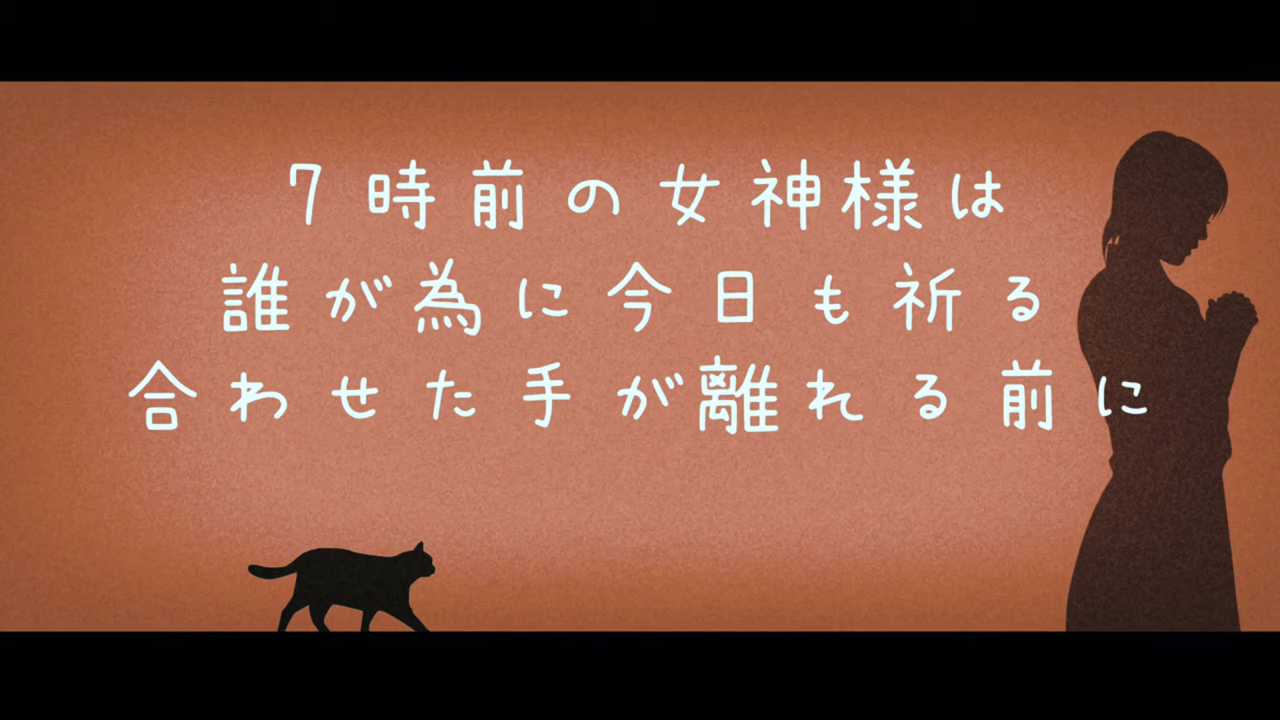 7時前の女神様は
誰が為に今日も祈る
合わせた手が離れる前に